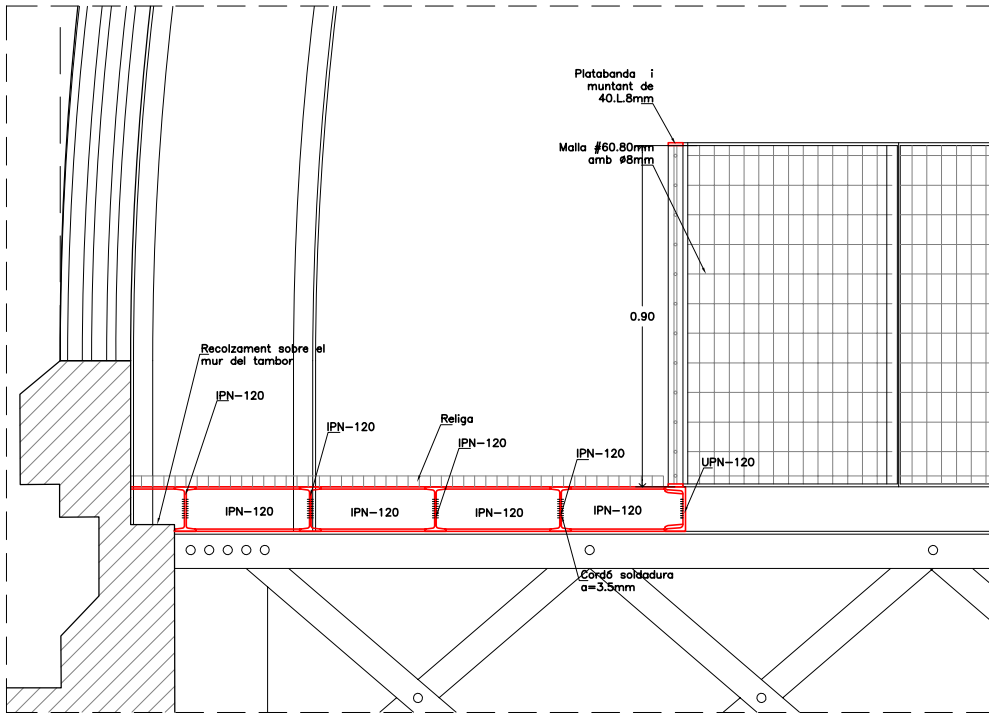 Platabanda i
muntant de
40.L.8mm
Malla #60.80mm
amb ø8mm
0.90
Recolzament sobre el
mur del tambor
IPN-120
IPN-120
Religa
IPN-120
IPN-120
UPN-120
IPN-120
IPN-120
IPN-120
IPN-120
Cordó soldadura
a=3.5mm